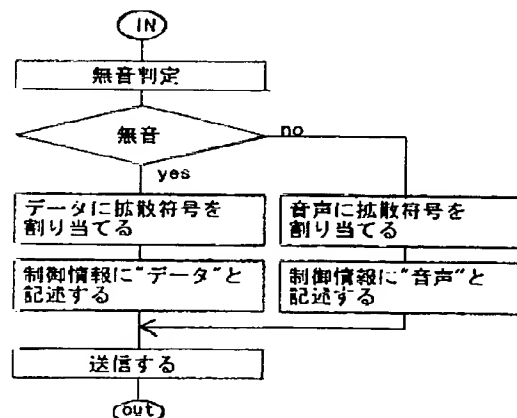 IN
無音判定
無音
no
yes
データに拡散符号を
割り当てる
音声に拡散符号を
割り当てる
制御情報に"データ"と
記述する
制御情報に"音声"と
記述する
送信する
out